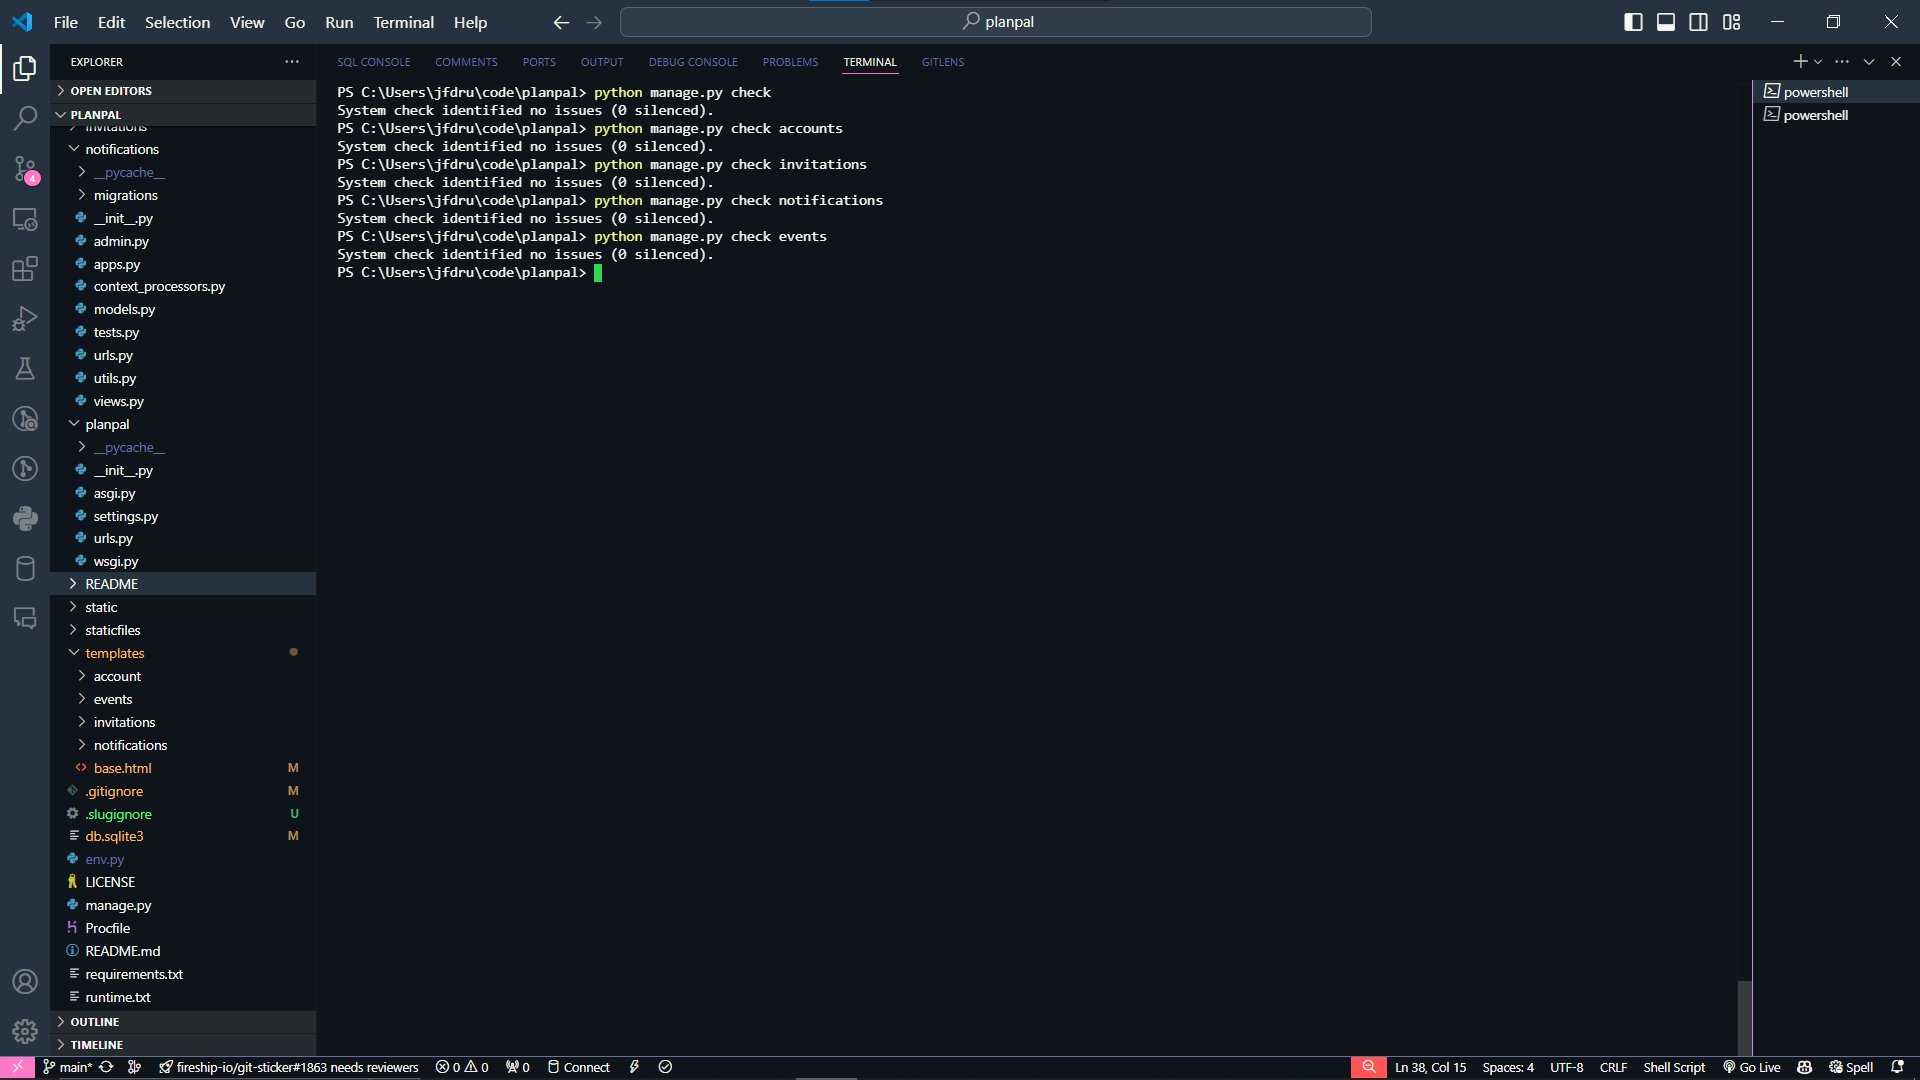 File Edit Selection View Go Run Terminal Help
planpal
EXPLORER
OPEN EDITORS
PLANPAL
invitations
notifications
__pycache__
migrations
__init__.py
admin.py
apps.py
context_processors.py
models.py
tests.py
urls.py
utils.py
views.py
planpal
__pycache__
__init__.py
asgi.py
settings.py
urls.py
wsgi.py
README
static
staticfiles
templates
account
events
invitations
notifications
base.html M
.gitignore M
.slugignore U
db.sqlite3 M
env.py
LICENSE
manage.py
Procfile
README.md
requirements.txt
runtime.txt
OUTLINE
TIMELINE
4
SQL CONSOLE COMMENTS PORTS OUTPUT DEBUG CONSOLE PROBLEMS TERMINAL GITLENS
PS C:\Users\jfdru\code\planpal> python manage.py check
System check identified no issues (0 silenced).
PS C:\Users\jfdru\code\planpal> python manage.py check accounts
System check identified no issues (0 silenced).
PS C:\Users\jfdru\code\planpal> python manage.py check invitations
System check identified no issues (0 silenced).
PS C:\Users\jfdru\code\planpal> python manage.py check notifications
System check identified no issues (0 silenced).
PS C:\Users\jfdru\code\planpal> python manage.py check events
System check identified no issues (0 silenced).
PS C:\Users\jfdru\code\planpal>
powershell
powershell
main* fireship-io/git-sticker#1863 needs reviewers 0 0 0 Connect Ln 38, Col 15 Spaces: 4 UTF-8 CRLF Shell Script Go Live Spell